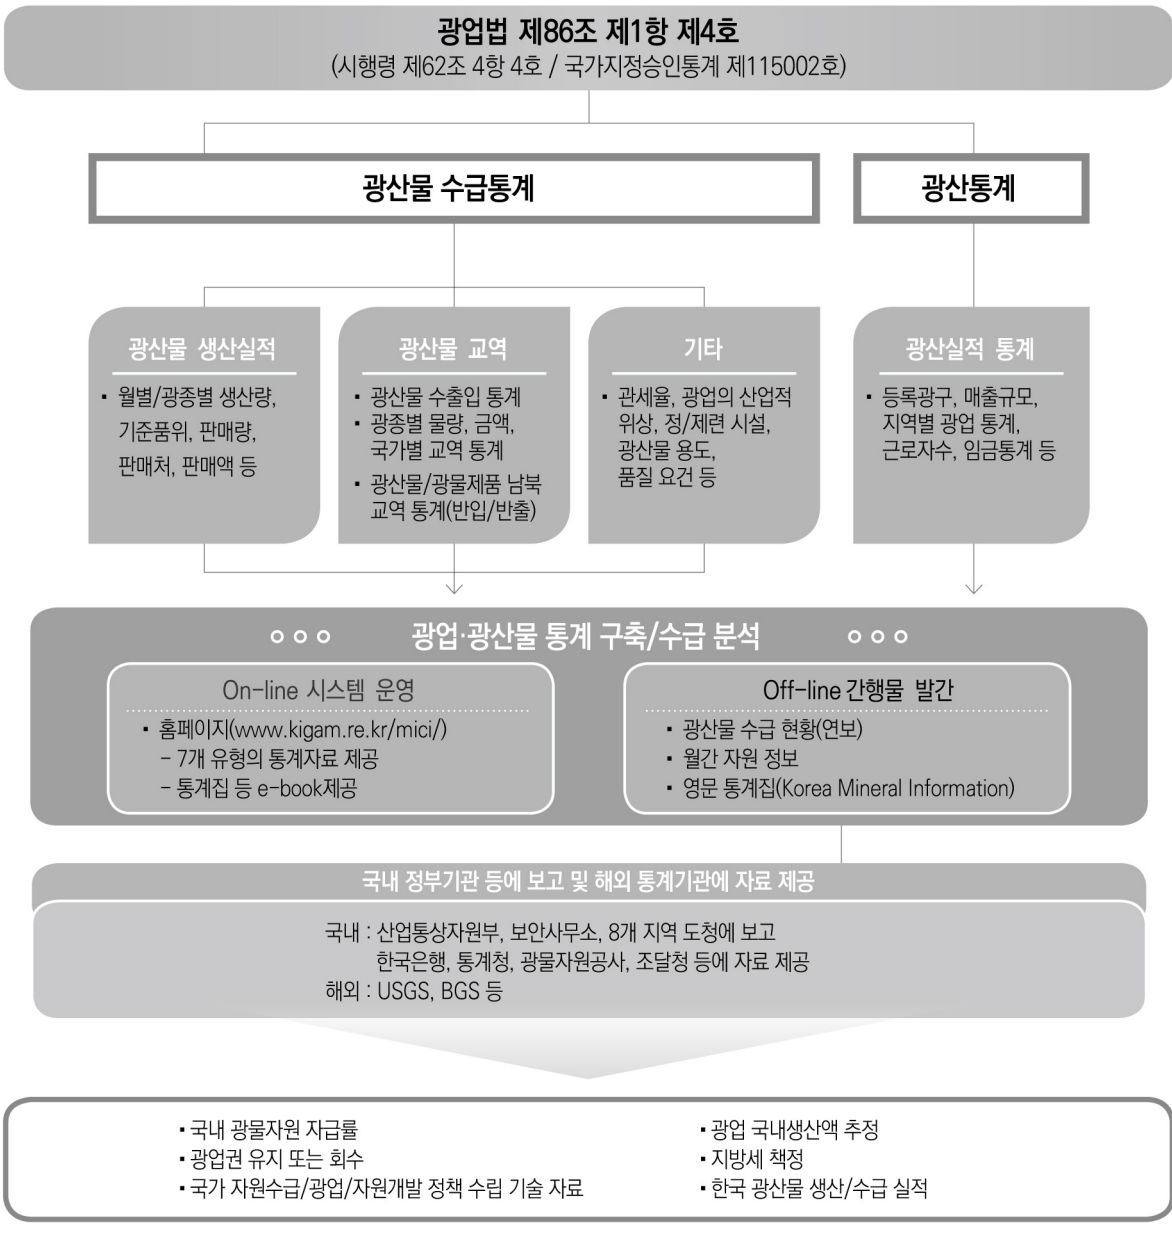 광업법 제86조 제1항 제4호
(시행령 제62조 4항 4호 / 국가지정승인통계 제115002호)
광산물 수급통계
광산통계
광산물 생산실적
▪ 월별/광종별 생산량,
기준품위, 판매량,
판매처, 판매액 등
광산물 교역
▪ 광산물 수출입 통계
▪ 광종별 물량, 금액,
국가별 교역 통계
▪ 광산물/광물제품 남북
교역 통계(반입/반출)
기타
▪ 관세율, 광업의 산업적
위상, 정/제련 시설,
광산물 용도,
품질 요건 등
광산실적 통계
▪ 등록광구, 매출규모,
지역별 광업 통계,
근로자수, 임금통계 등
광업·광산물 통계 구축/수급 분석
On-line 시스템 운영
▪ 홈페이지(www.kigam.re.kr/mici/)
- 7개 유형의 통계자료 제공
- 통계집 등 e-book제공
Off-line 간행물 발간
▪ 광산물 수급 현황(연보)
▪ 월간 자원 정보
▪ 영문 통계집(Korea Mineral Information)
국내 정부기관 등에 보고 및 해외 통계기관에 자료 제공
국내 : 산업통상자원부, 보안사무소, 8개 지역 도청에 보고
한국은행, 통계청, 광물자원공사, 조달청 등에 자료 제공
해외 : USGS, BGS 등
▪ 국내 광물자원 자급률
▪ 광업권 유지 또는 회수
▪ 국가 자원수급/광업/자원개발 정책 수립 기술 자료
▪ 광업 국내생산액 추정
▪ 지방세 책정
▪ 한국 광산물 생산/수급 실적